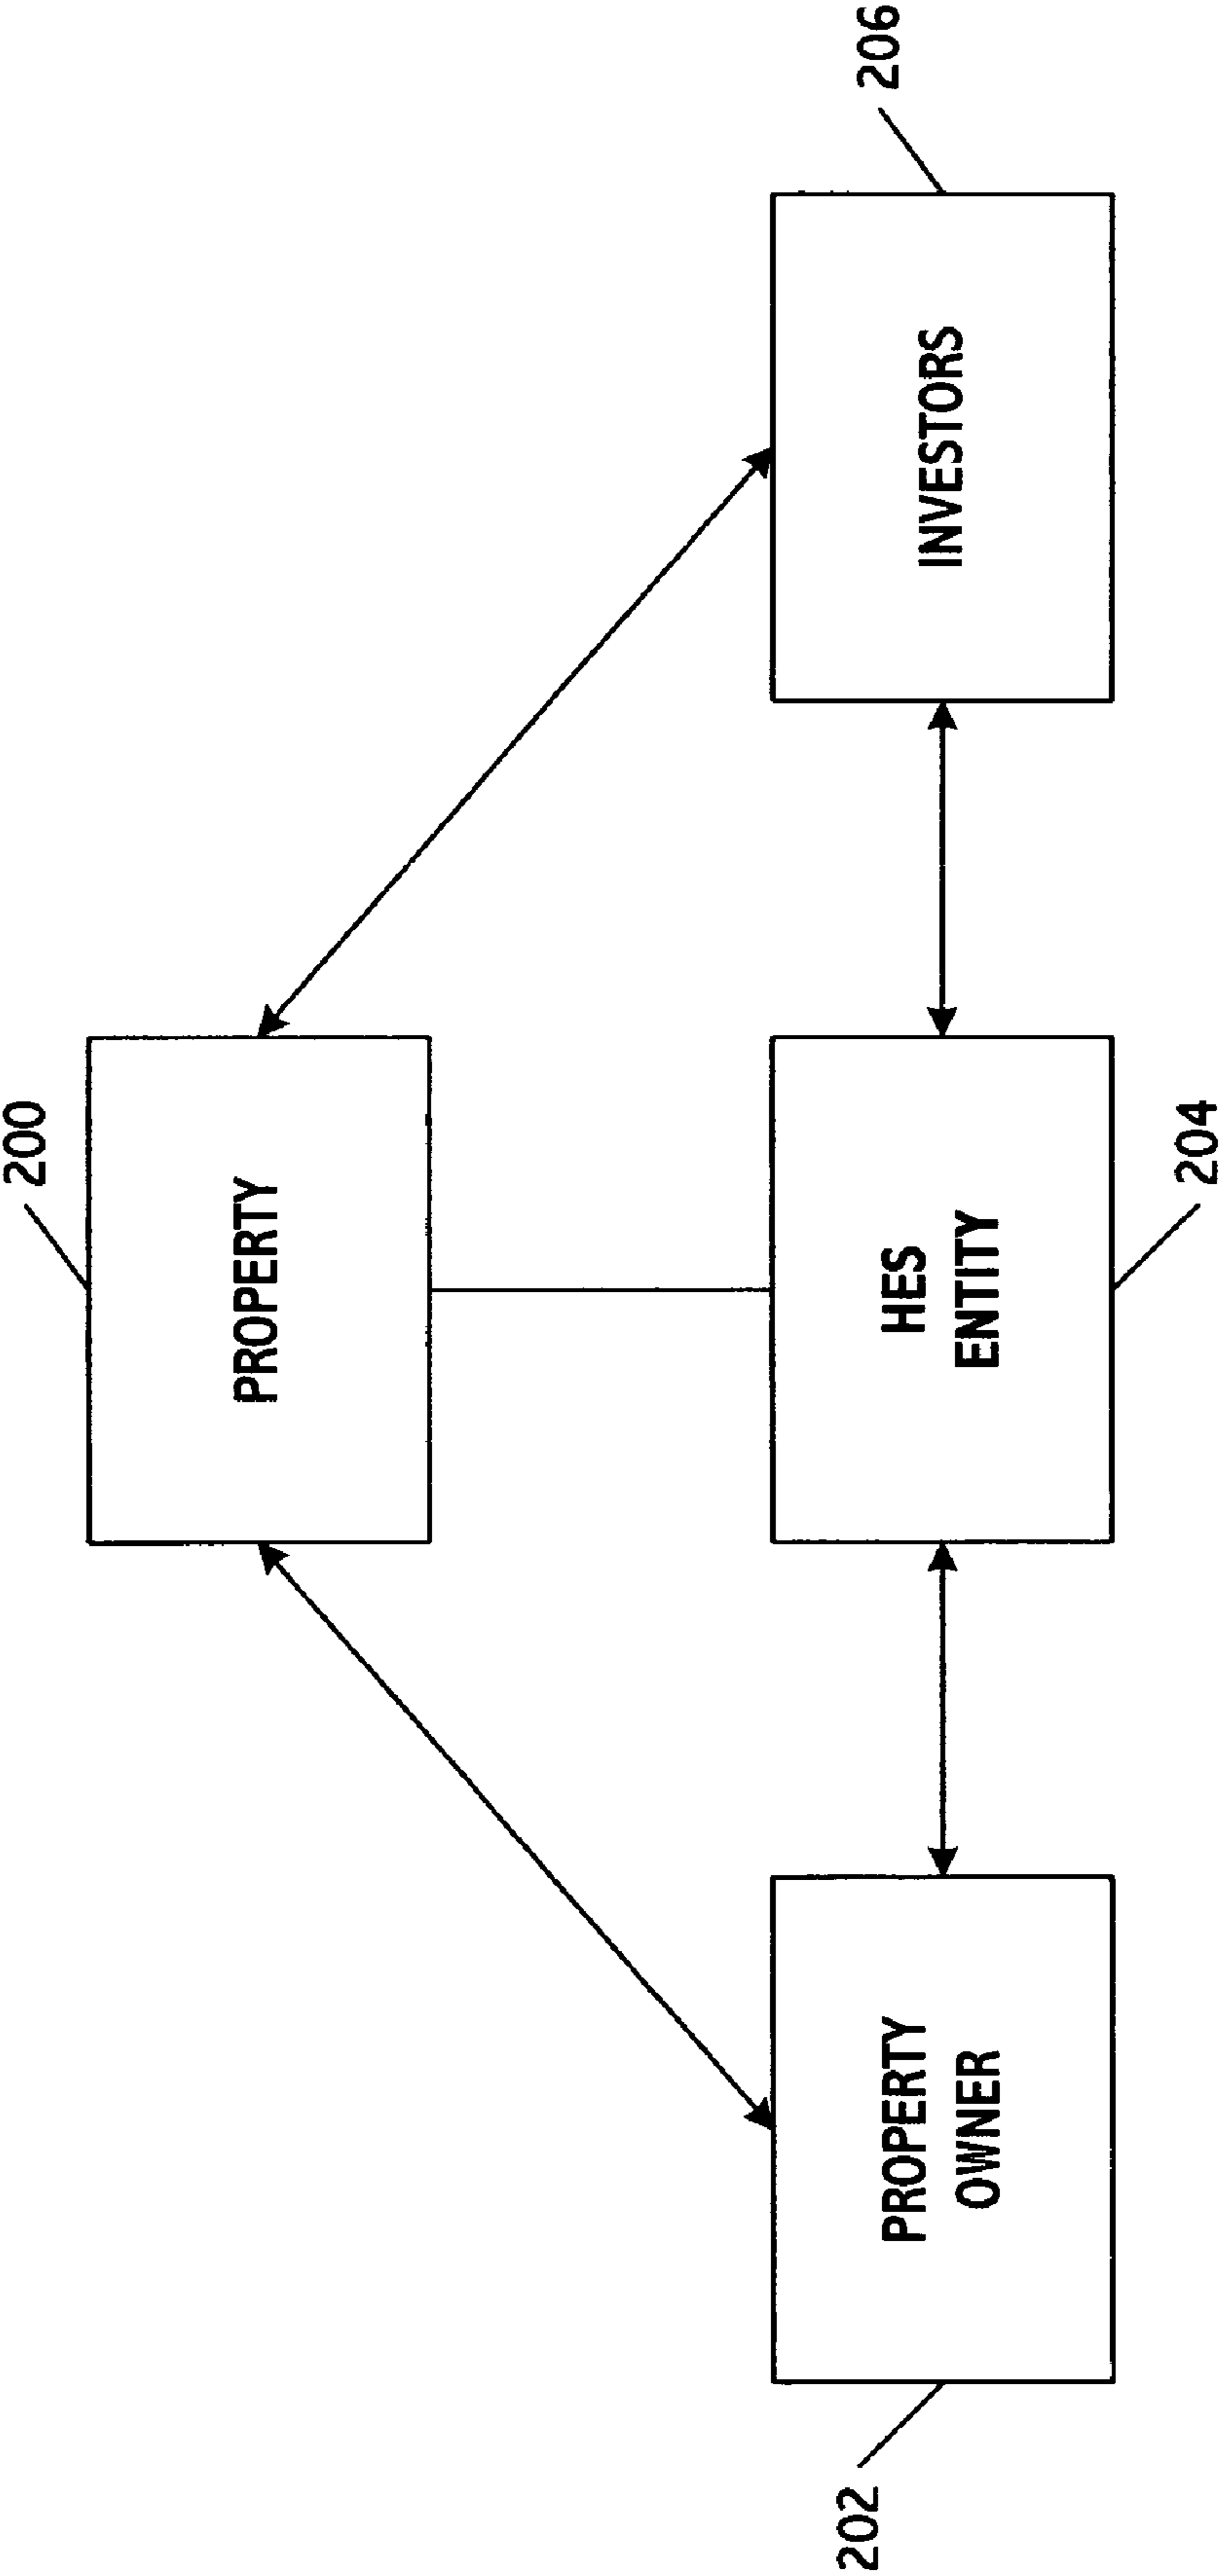 200
PROPERTY
PROPERTY
OWNER
HES
ENTITY
INVESTORS
202
204
206